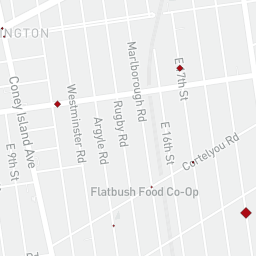 INGTON
Coney Island Ave
E 9th St
Westminster Rd
Argyle Rd
Rugby Rd
Marlborough Rd
E 17th St
E 16th St
Cortelyou Rd
Flatbush Food Co-Op